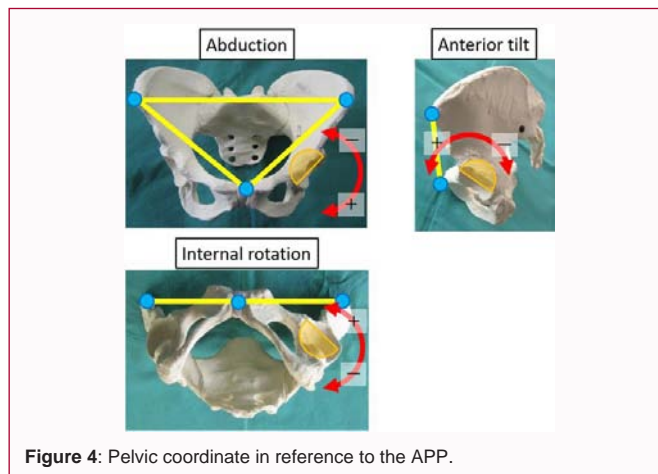 Abduction
Anterior tilt
−
+
+
−
Internal rotation
+
−
Figure 4: Pelvic coordinate in reference to the APP.